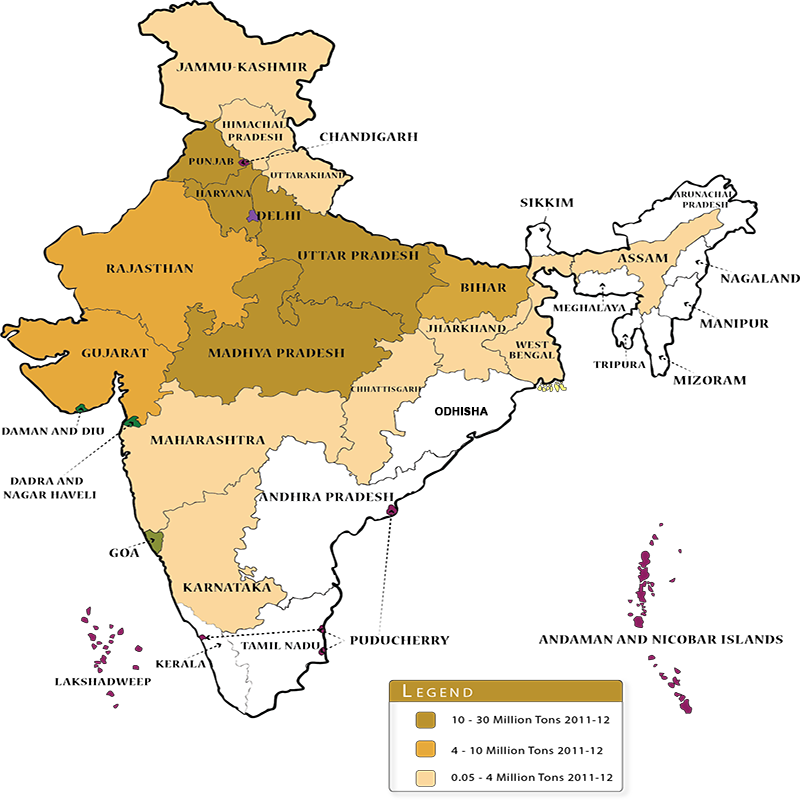 JAMMU-KASHMIR
HIMACHAL
PRADESH
CHANDIGARH
PUNJAB
UTTARAKHAND
HARYANA
DELHI
SIKKIM
ARUNACHAL
PRADESH
UTTAR PRADESH
ASSAM
RAJASTHAN
NAGALAND
BIHAR
MEGHALAYA
MANIPUR
JHARKHAND
GUJARAT
MADHYA PRADESH
WEST
BENGAL
TRIPURA
MIZORAM
CHHATTISGARH
ODHISHA
DAMAN AND DIU
MAHARASHTRA
DADRA AND
NAGAR HAVELI
ANDHRA PRADESH
GOA
KARNATAKA
PUDUCHERRY
ANDAMAN AND NICOBAR ISLANDS
TAMIL NADU
KERALA
LAKSHADWEEP
LEGEND
10 - 30 Million Tons 2011-12
4 - 10 Million Tons 2011-12
0.05 - 4 Million Tons 2011-12